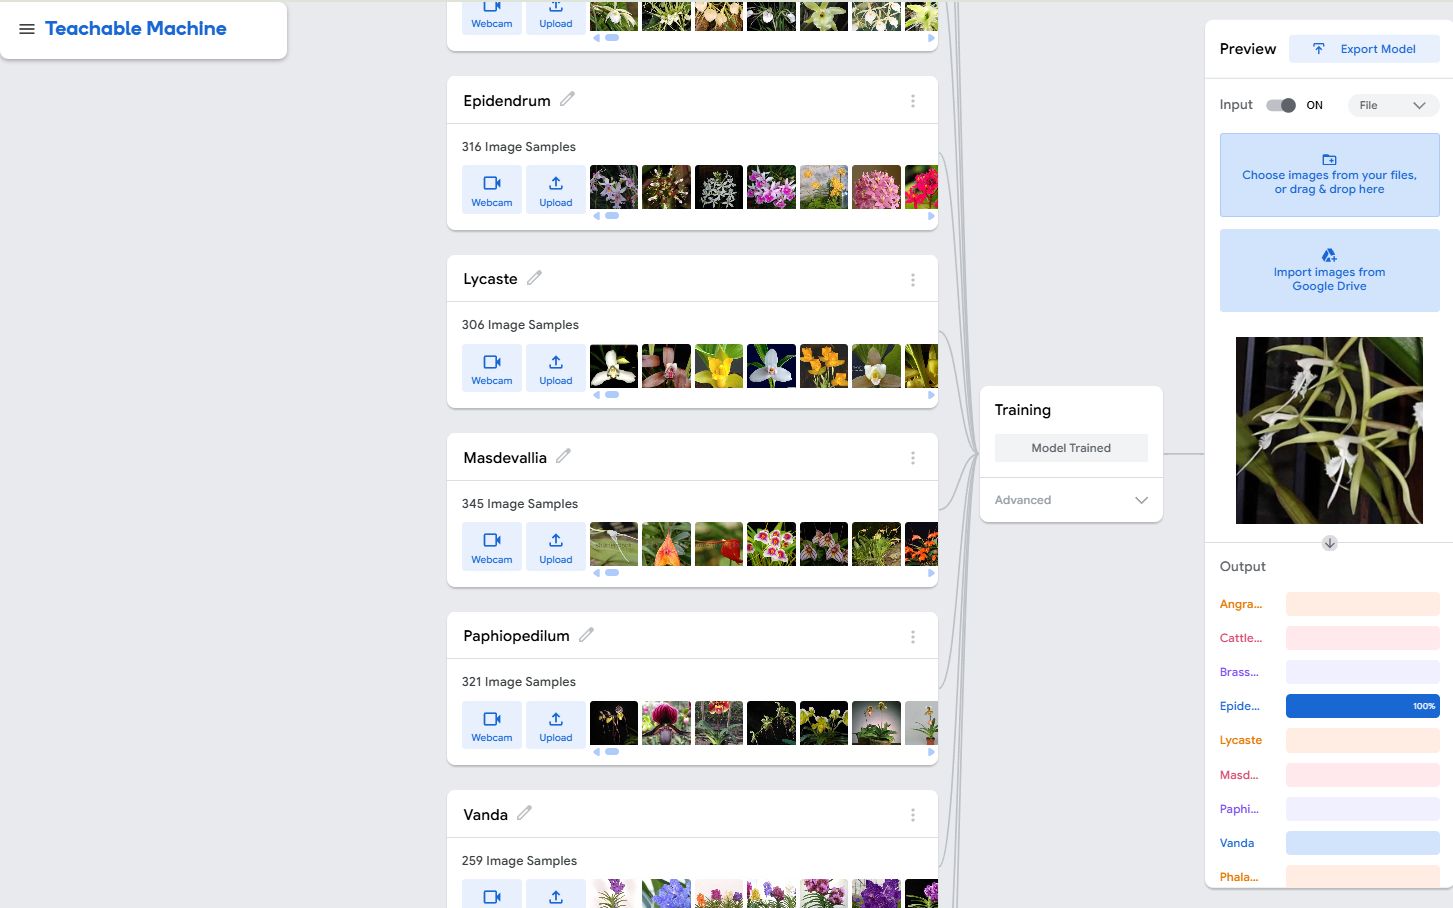 Teachable Machine
Webcam
Upload
Epidendrum
316 Image Samples
Webcam
Upload
Lycaste
306 Image Samples
Webcam
Upload
Masdevallia
345 Image Samples
Webcam
Upload
Paphiopedilum
321 Image Samples
Webcam
Upload
Vanda
259 Image Samples
Training
Model Trained
Advanced
Preview
Export Model
Input
ON
File
Choose images from your files,
or drag & drop here
Import images from
Google Drive
Output
Angra...
Cattle...
Brass...
Epide...
100%
Lycaste
Masd...
Paphi...
Vanda
Phala...